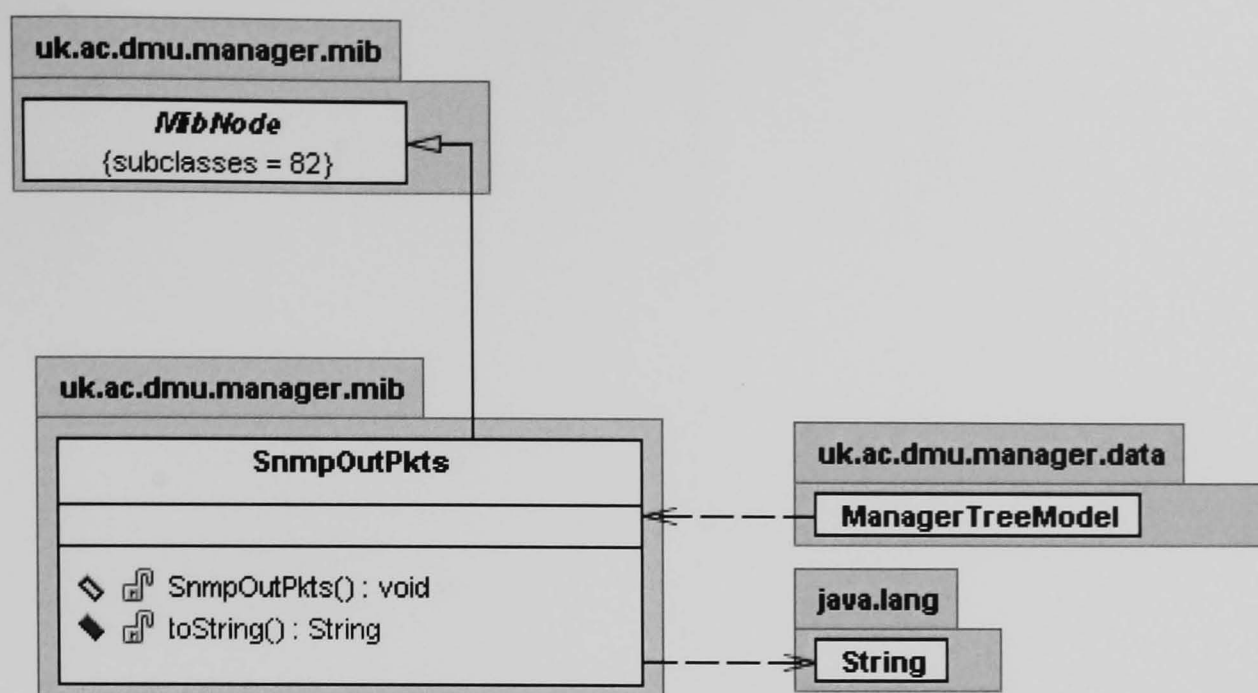 uk.ac.dmu.manager.mib
MibNode
{subclasses = 82}
uk.ac.dmu.manager.mib
SnmpOutPkts
SnmpOutPkts() : void
toString() : String
uk.ac.dmu.manager.data
ManagerTreeModel
java.lang
String